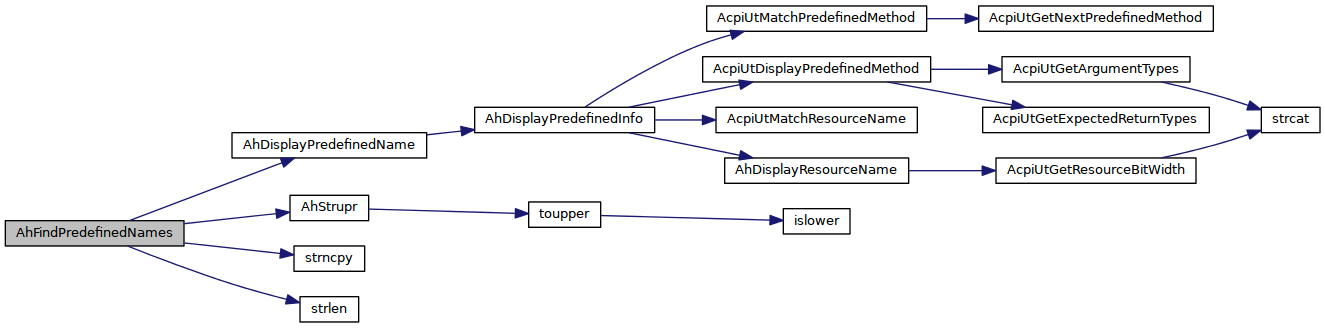 AcpiUtMatchPredefinedMethod
AcpiUtGetNextPredefinedMethod
AcpiUtDisplayPredefinedMethod
AcpiUtGetArgumentTypes
AhDisplayPredefinedInfo
AcpiUtMatchResourceName
AcpiUtGetExpectedReturnTypes
strcat
AhDisplayPredefinedName
AhDisplayResourceName
AcpiUtGetResourceBitWidth
AhFindPredefinedNames
AhStrupr
toupper
islower
strncpy
strlen